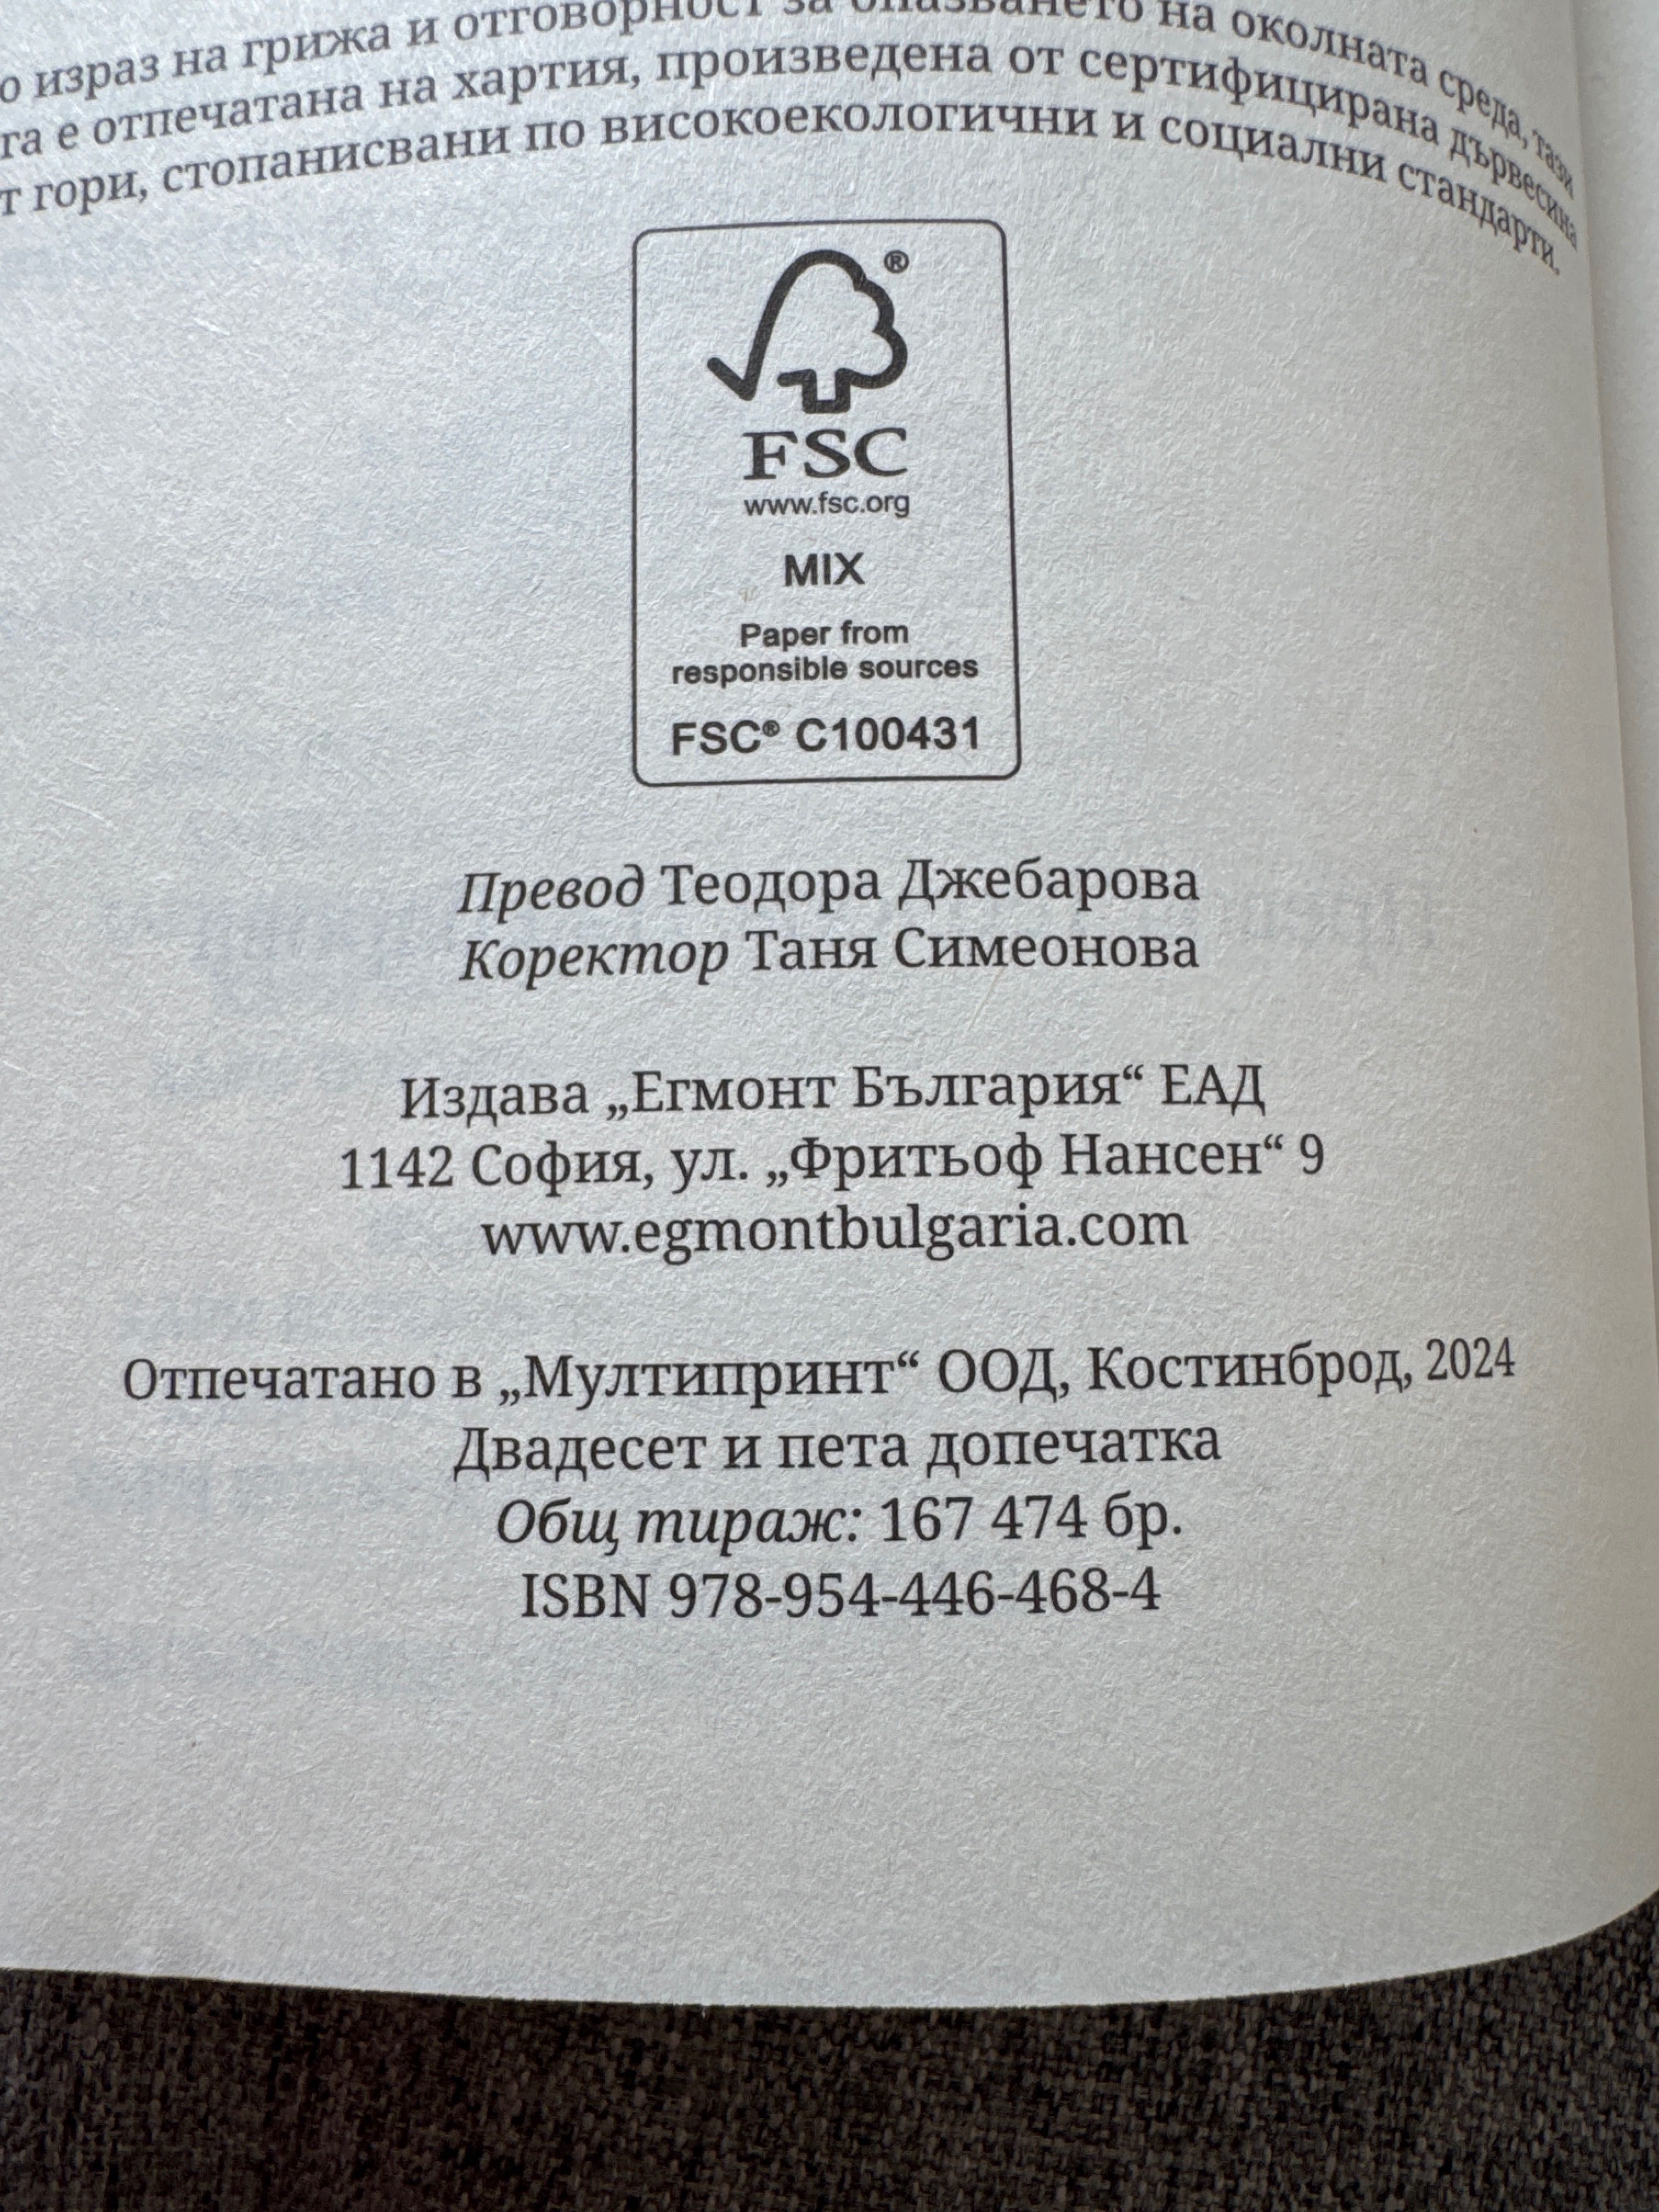 о израз на грижа и отговорност за опазването на околната среда, тази
га е отпечатана на хартия, произведена от сертифицирана дървесина
т гори, стопанисвани по високоекологични и социални стандарти.
®
FSC
www.fsc.org
MIX
Paper from
responsible sources
FSC® C100431
Превод Теодора Джебарова
Коректор Таня Симеонова
Издава „Егмонт България“ ЕАД
1142 София, ул. „Фритьоф Нансен“ 9
www.egmontbulgaria.com
Отпечатано в „Мултипринт“ ООД, Костинброд, 2024
Двадесет и пета допечатка
Общ тираж: 167 474 бр.
ISBN 978-954-446-468-4